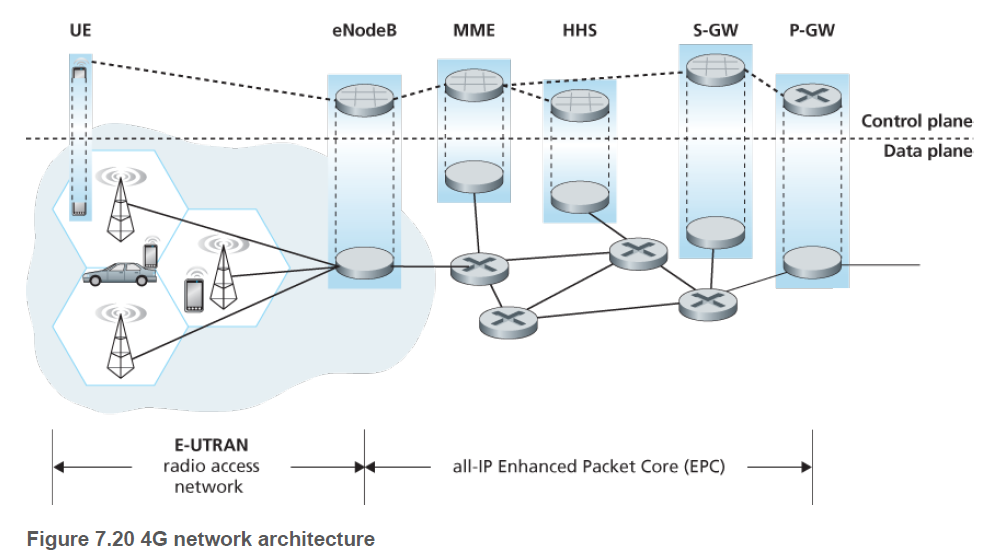 UE
eNodeB
MME
HHS
S-GW
P-GW
Control plane
Data plane
E-UTRAN
radio access
network
all-IP Enhanced Packet Core (EPC)
Figure 7.20 4G network architecture